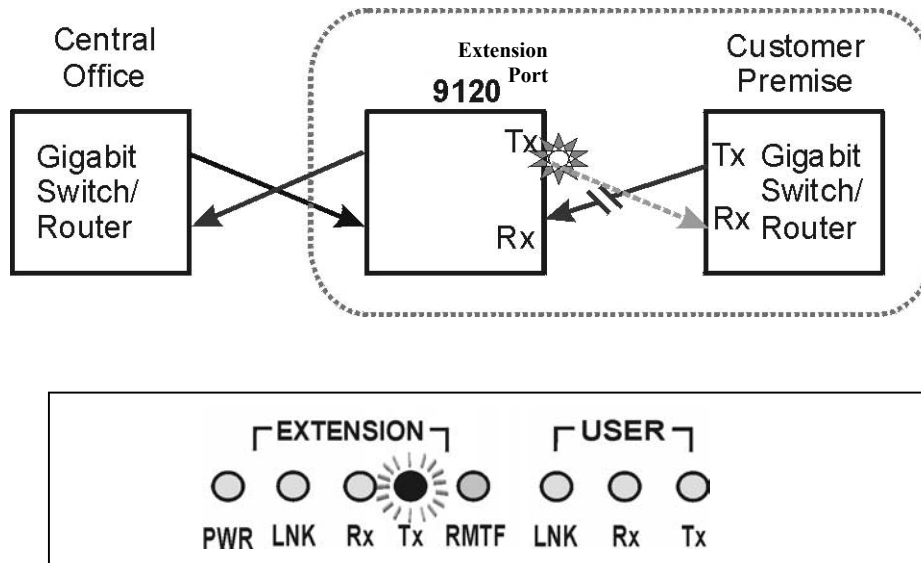 Central
Office
Extension
Port
9120
Customer
Premise
Gigabit
Switch/
Router
Tx
Rx
Tx
Rx
Gigabit
Switch/
Router
EXTENSION
USER
PWR LNK Rx Tx RMTF LNK Rx Tx